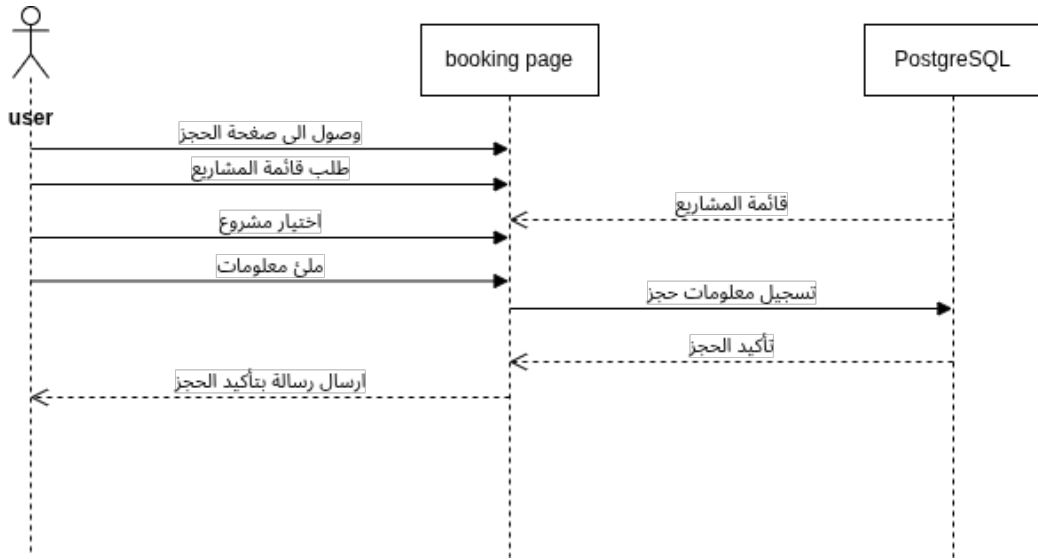 booking page
PostgreSQL
user
وصول الى صفحة الحجز
طلب قائمة المشاريع
قائمة المشاريع
اختيار مشروع
ملئ معلومات
تسجيل معلومات حجز
تأكيد الحجز
ارسال رسالة بتأكيد الحجز